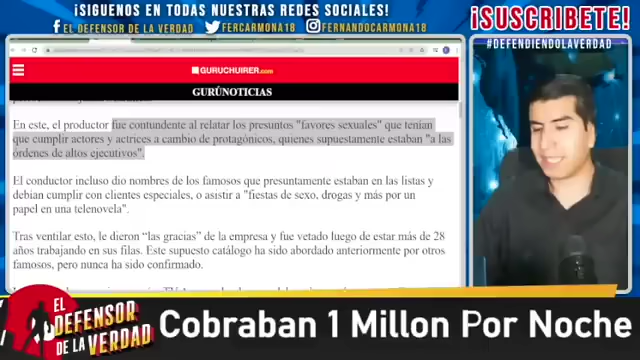 ¡SIGUENOS EN TODAS NUESTRAS REDES SOCIALES!
EL DEFENSOR DE LA VERDAD
FERCARMONA18
FERNANDOCARMONA18
¡SUSCRIBETE!
#DEFENDIENDOLAVERDAD
GURUCHUIRER.com
GURÚNOTICIAS
En este, el productor fue contundente al relatar los presuntos "favores sexuales" que tenían
que cumplir actores y actrices a cambio de protagónicos, quienes supuestamente estaban "a las
órdenes de altos ejecutivos".
El conductor incluso dio nombres de los famosos que presuntamente estaban en las listas y
debían cumplir con clientes especiales, o asistir a "fiestas de sexo, drogas y más por un
papel en una telenovela".
Tras ventilar esto, le dieron “las gracias” de la empresa y fue vetado luego de estar más de 28
años trabajando en sus filas. Este supuesto catálogo ha sido abordado anteriormente por otros
famosos, pero nunca ha sido confirmado.
EL
DEFENSOR
DE LA VERDAD
Cobraban 1 Millon Por Noche